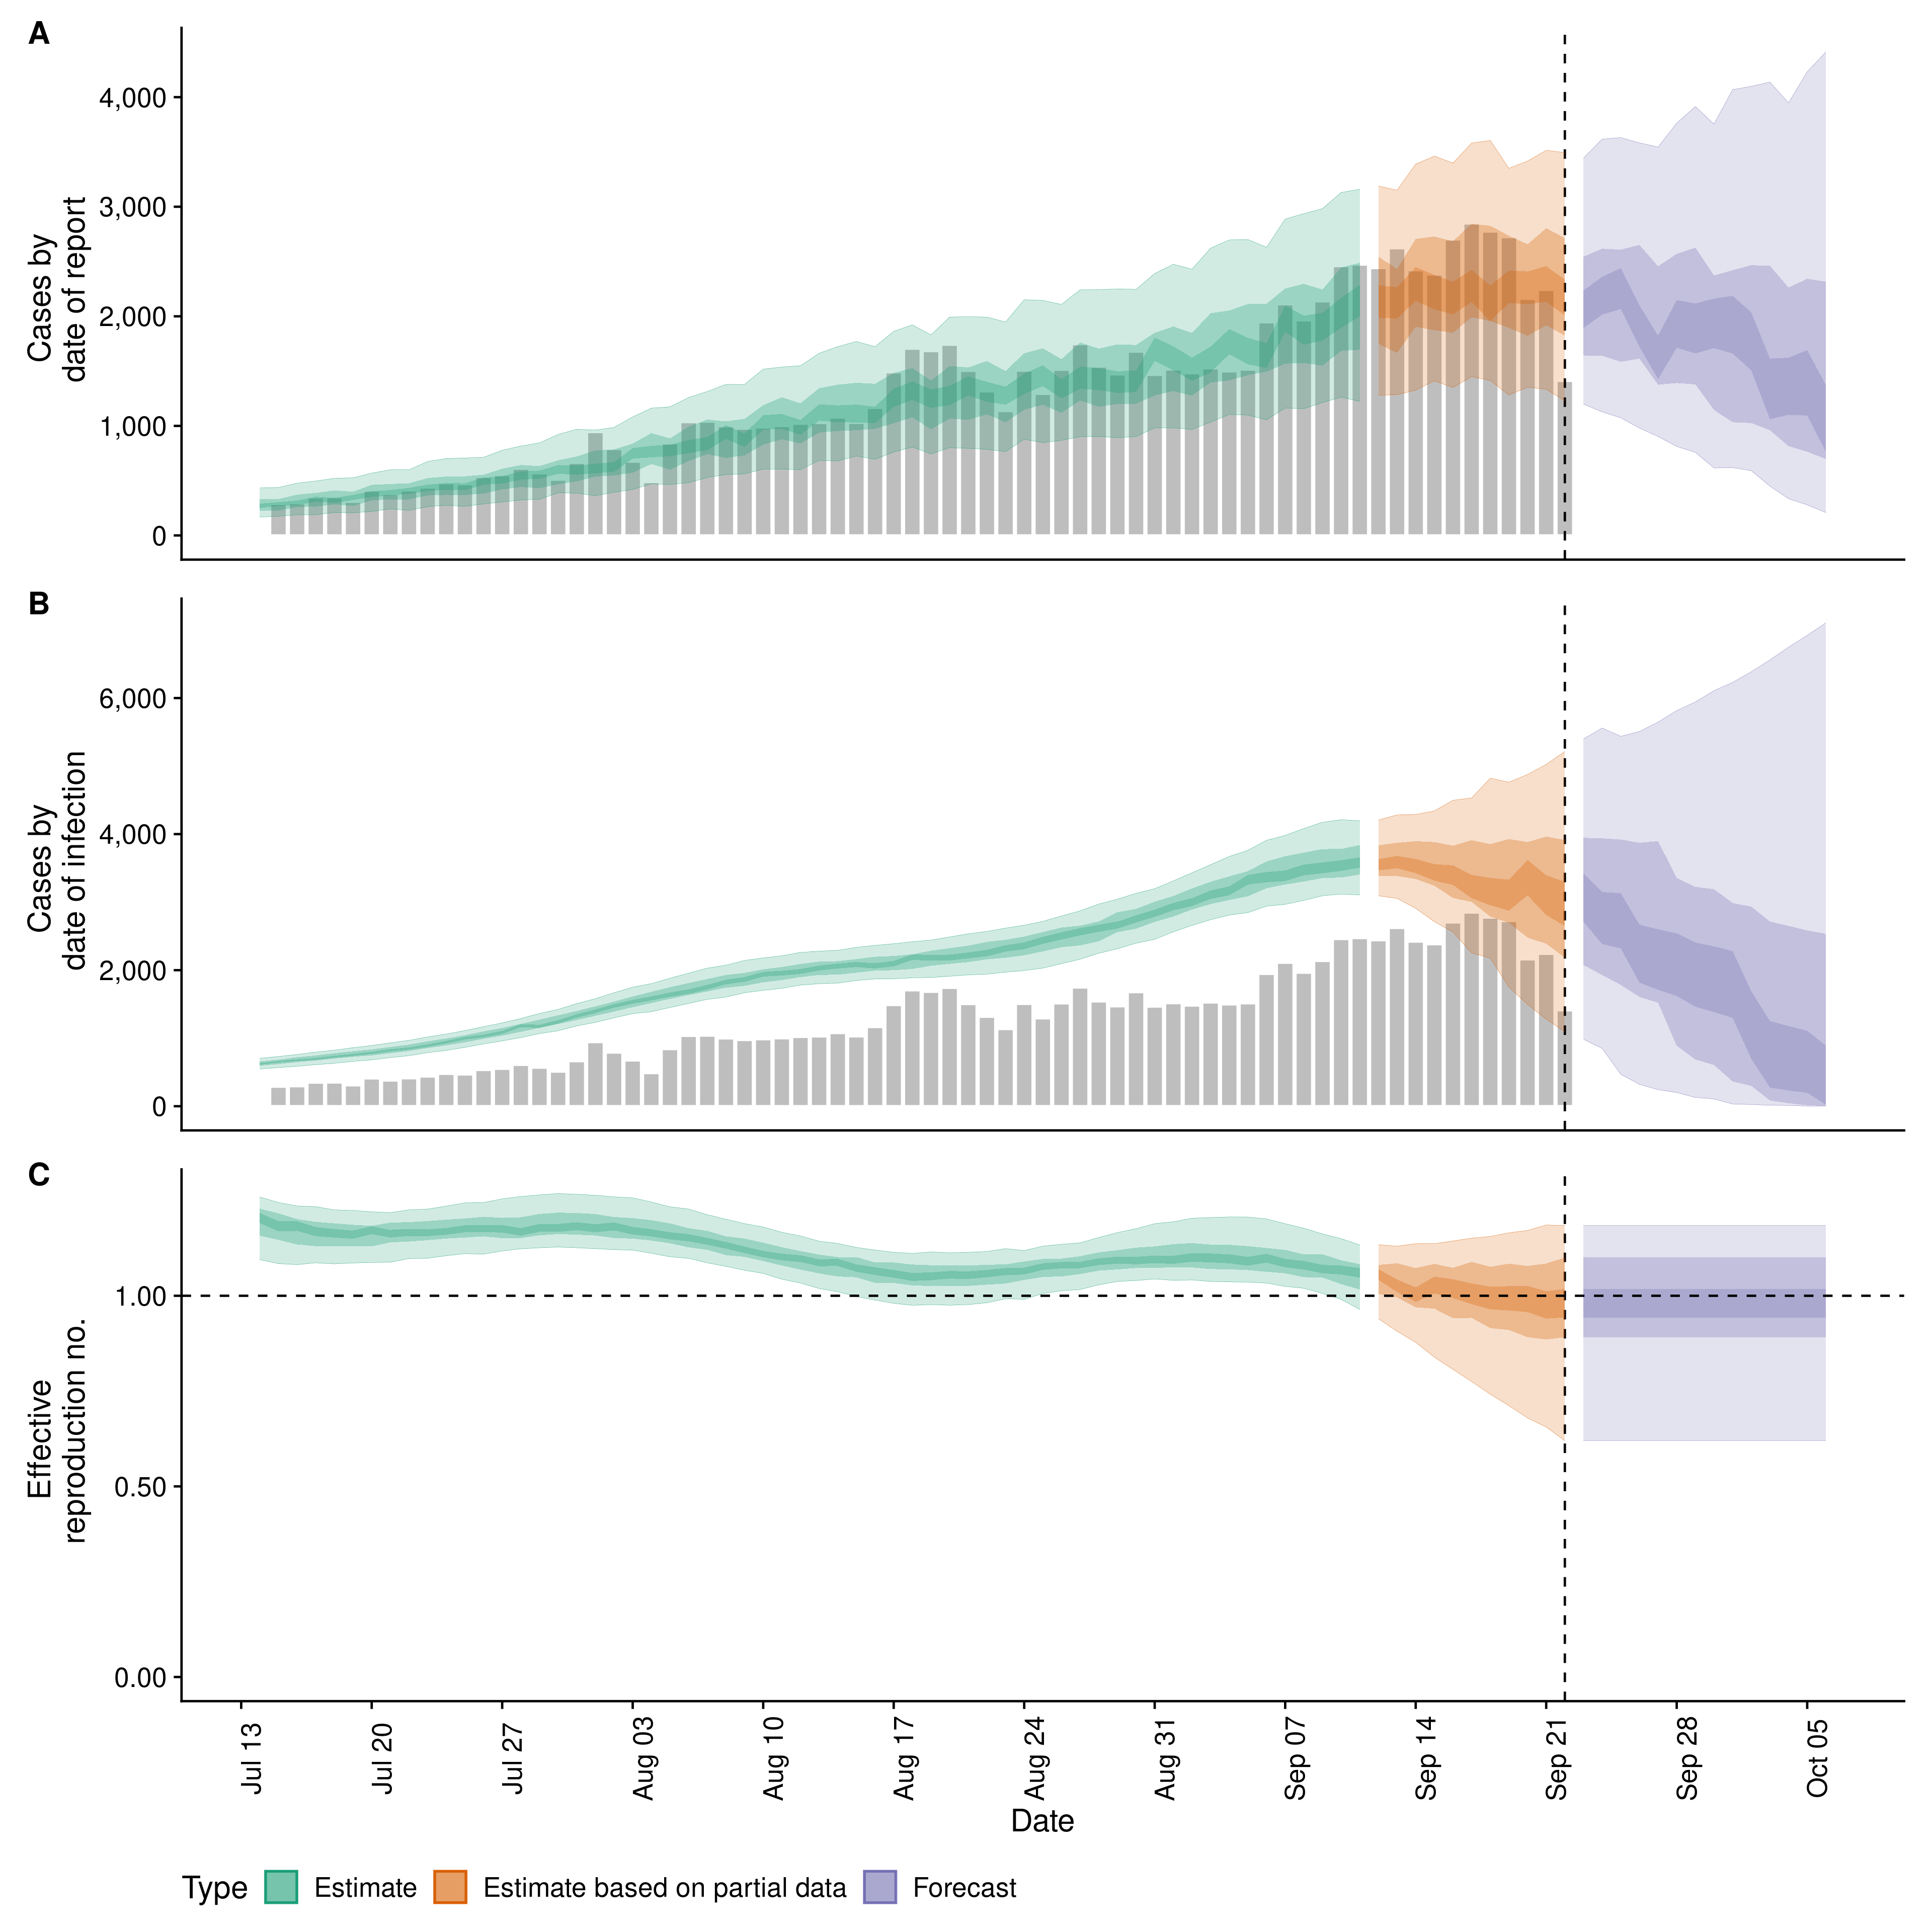 A
Cases by
date of report
4,000
3,000
2,000
1,000
0
B
Cases by
date of infection
6,000
4,000
2,000
0
C
Effective
reproduction no.
1.00
0.50
0.00
Jul 13
Jul 20
Jul 27
Aug 03
Aug 10
Aug 17
Aug 24
Aug 31
Sep 07
Sep 14
Sep 21
Sep 28
Oct 05
Date
Type Estimate Estimate based on partial data Forecast